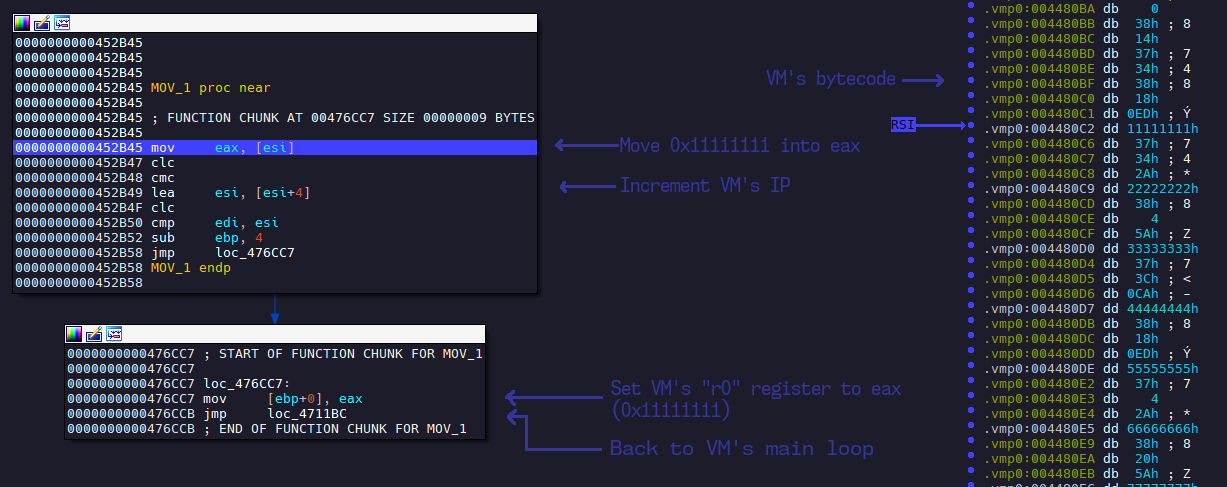 0000000000452B45
0000000000452B45
0000000000452B45
0000000000452B45 MOV_1 proc near
0000000000452B45
0000000000452B45 ; FUNCTION CHUNK AT 00476CC7 SIZE 00000009 BYTES
0000000000452B45
0000000000452B45 mov eax, [esi]
0000000000452B47 clc
0000000000452B48 cmc
0000000000452B49 lea esi, [esi+4]
0000000000452B4F clc
0000000000452B50 cmp edi, esi
0000000000452B52 sub ebp, 4
0000000000452B58 jmp loc_476CC7
0000000000452B58 MOV_1 endp
0000000000452B58
0000000000476CC7 ; START OF FUNCTION CHUNK FOR MOV_1
0000000000476CC7
0000000000476CC7 loc_476CC7:
0000000000476CC7 mov [ebp+0], eax
0000000000476CCB jmp loc_4711BC
0000000000476CCB ; END OF FUNCTION CHUNK FOR MOV_1
VM's bytecode
RSI
Move 0x11111111 into eax
Increment VM's IP
Set VM's "r0" register to eax
(0x11111111)
Back to VM's main loop
.vmp0:004480BA db 0
.vmp0:004480BB db 38h ; 8
.vmp0:004480BC db 14h
.vmp0:004480BD db 37h ; 7
.vmp0:004480BE db 34h ; 4
.vmp0:004480BF db 38h ; 8
.vmp0:004480C0 db 18h
.vmp0:004480C1 db 0EDh ; Ý
.vmp0:004480C2 dd 11111111h
.vmp0:004480C6 db 37h ; 7
.vmp0:004480C7 db 34h ; 4
.vmp0:004480C8 db 2Ah ; *
.vmp0:004480C9 dd 22222222h
.vmp0:004480CD db 38h ; 8
.vmp0:004480CE db 4
.vmp0:004480CF db 5Ah ; Z
.vmp0:004480D0 dd 33333333h
.vmp0:004480D4 db 37h ; 7
.vmp0:004480D5 db 3Ch ; <
.vmp0:004480D6 db 0CAh ; -
.vmp0:004480D7 dd 44444444h
.vmp0:004480DB db 38h ; 8
.vmp0:004480DC db 18h
.vmp0:004480DD db 0EDh ; Ý
.vmp0:004480DE dd 55555555h
.vmp0:004480E2 db 37h ; 7
.vmp0:004480E3 db 4
.vmp0:004480E4 db 2Ah ; *
.vmp0:004480E5 dd 66666666h
.vmp0:004480E9 db 38h ; 8
.vmp0:004480EA db 20h
.vmp0:004480EB db 5Ah ; Z